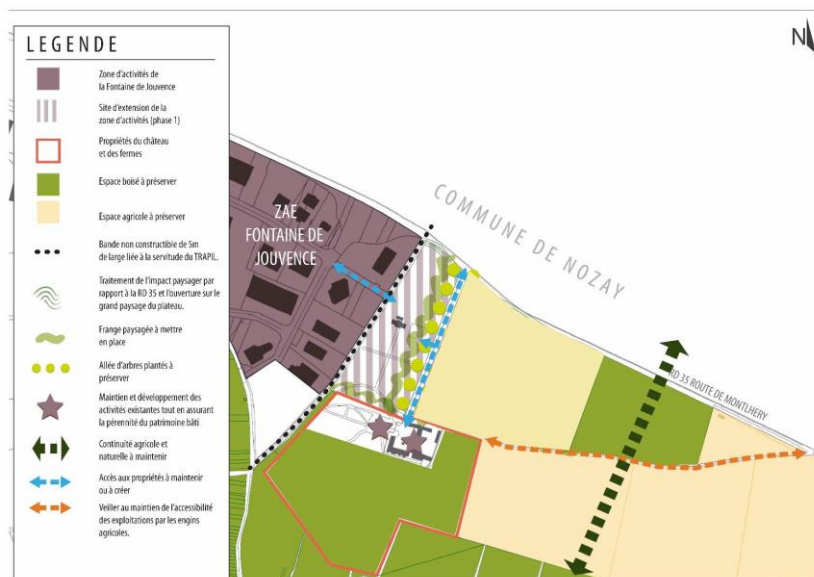 LEGENDE
Zone d'activités de
la Fontaine de Jouvence
Site d'extension de la
zone d'activités (phase 1)
Propriétés du château
et des fermes
Espace boisé à préserver
Espace agricole à préserver
Bande non constructible de 5m
de large liée à la servitude du TRAPIL.
Traitement de l'impact paysager par
rapport à la RD 35 et l'ouverture sur le
grand paysage du plateau.
Frange paysagée à mettre
en place
Allée d'arbres plantés à
préserver
Maintien et développement des
activités existantes tout en assurant
la pérennité du patrimoine bâti
Continuité agricole et
naturelle à maintenir
Accès aux propriétés à maintenir
ou à créer
Veiller au maintien de l'accessibilité
des exploitations par les engins
agricoles.
N
COMMUNE DE NOZAY
ZAE
FONTAINE DE
JOUVENCE
RD 35 ROUTE DE MONTLHERY